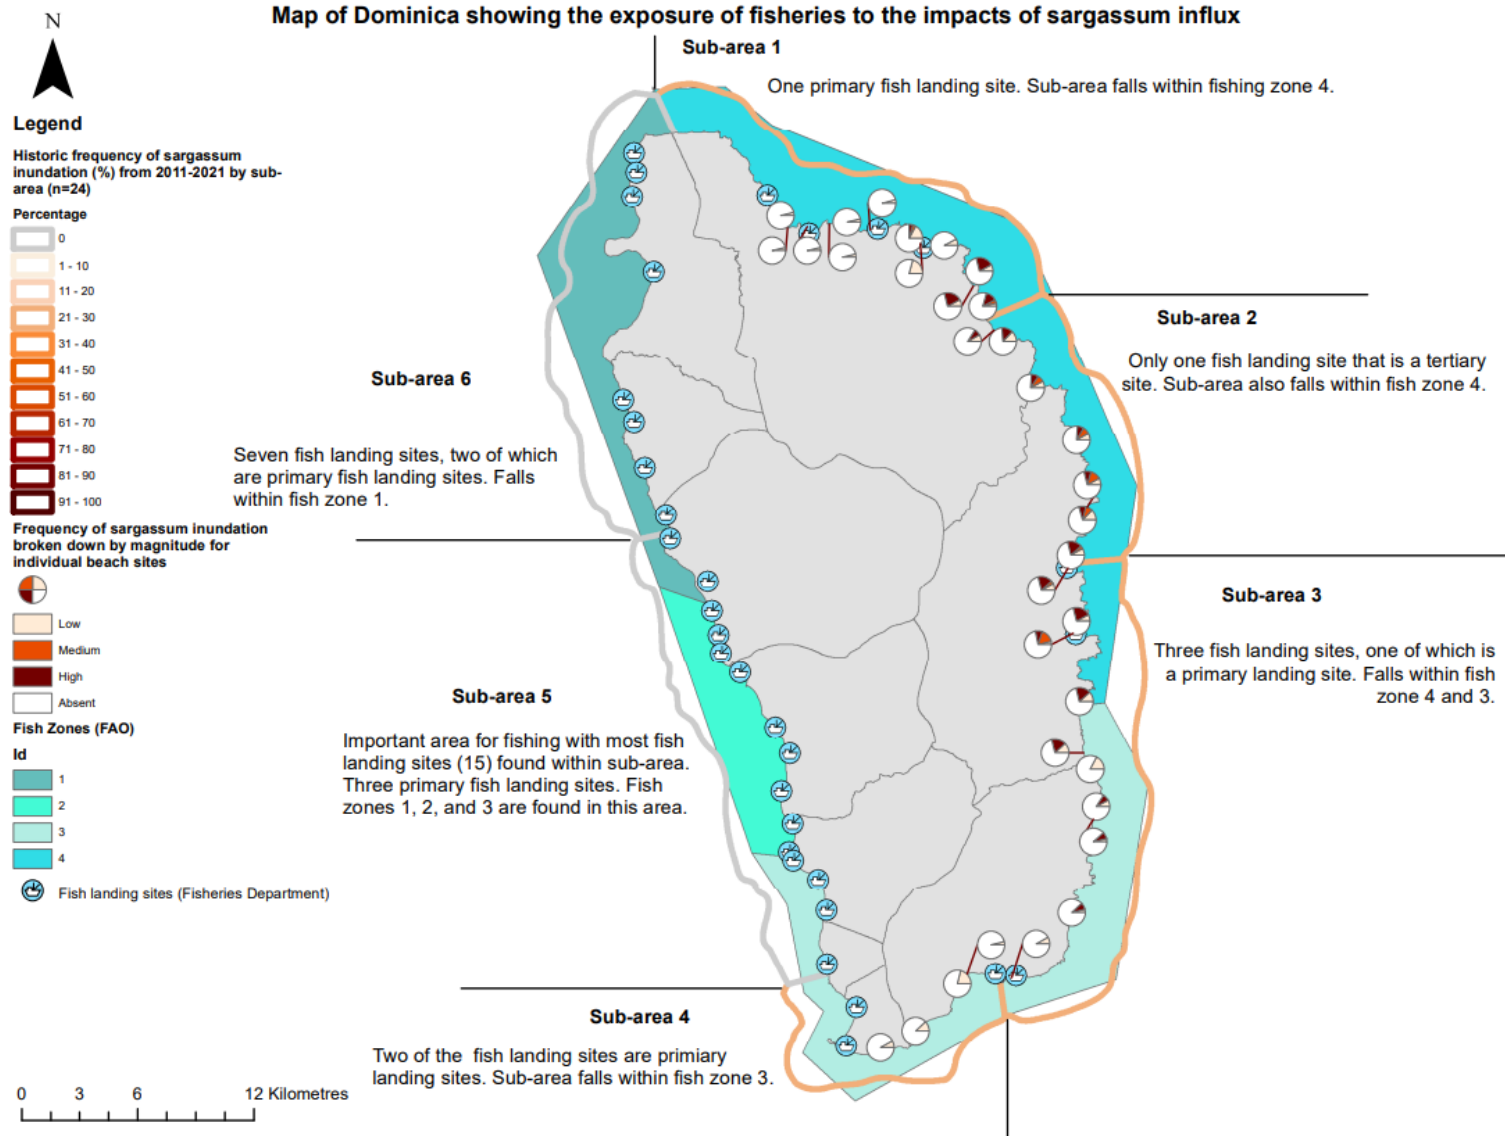 Map of Dominica showing the exposure of fisheries to the impacts of sargassum influx
N
Legend
Historic frequency of sargassum
inundation (%) from 2011-2021 by sub-
area (n=24)
Percentage
0
1 - 10
11 - 20
21 - 30
31 - 40
41 - 50
51 - 60
61 - 70
71 - 80
81 - 90
91 - 100
Frequency of sargassum inundation
broken down by magnitude for
individual beach sites
Low
Medium
High
Absent
Fish Zones (FAO)
Id
1
2
3
4
Fish landing sites (Fisheries Department)
0 3 6 12 Kilometres
Sub-area 1
One primary fish landing site. Sub-area falls within fishing zone 4.
Sub-area 2
Only one fish landing site that is a tertiary
site. Sub-area also falls within fish zone 4.
Sub-area 3
Three fish landing sites, one of which is
a primary landing site. Falls within fish
zone 4 and 3.
Sub-area 6
Seven fish landing sites, two of which
are primary fish landing sites. Falls
within fish zone 1.
Sub-area 5
Important area for fishing with most fish
landing sites (15) found within sub-area.
Three primary fish landing sites. Fish
zones 1, 2, and 3 are found in this area.
Sub-area 4
Two of the fish landing sites are primiary
landing sites. Sub-area falls within fish zone 3.